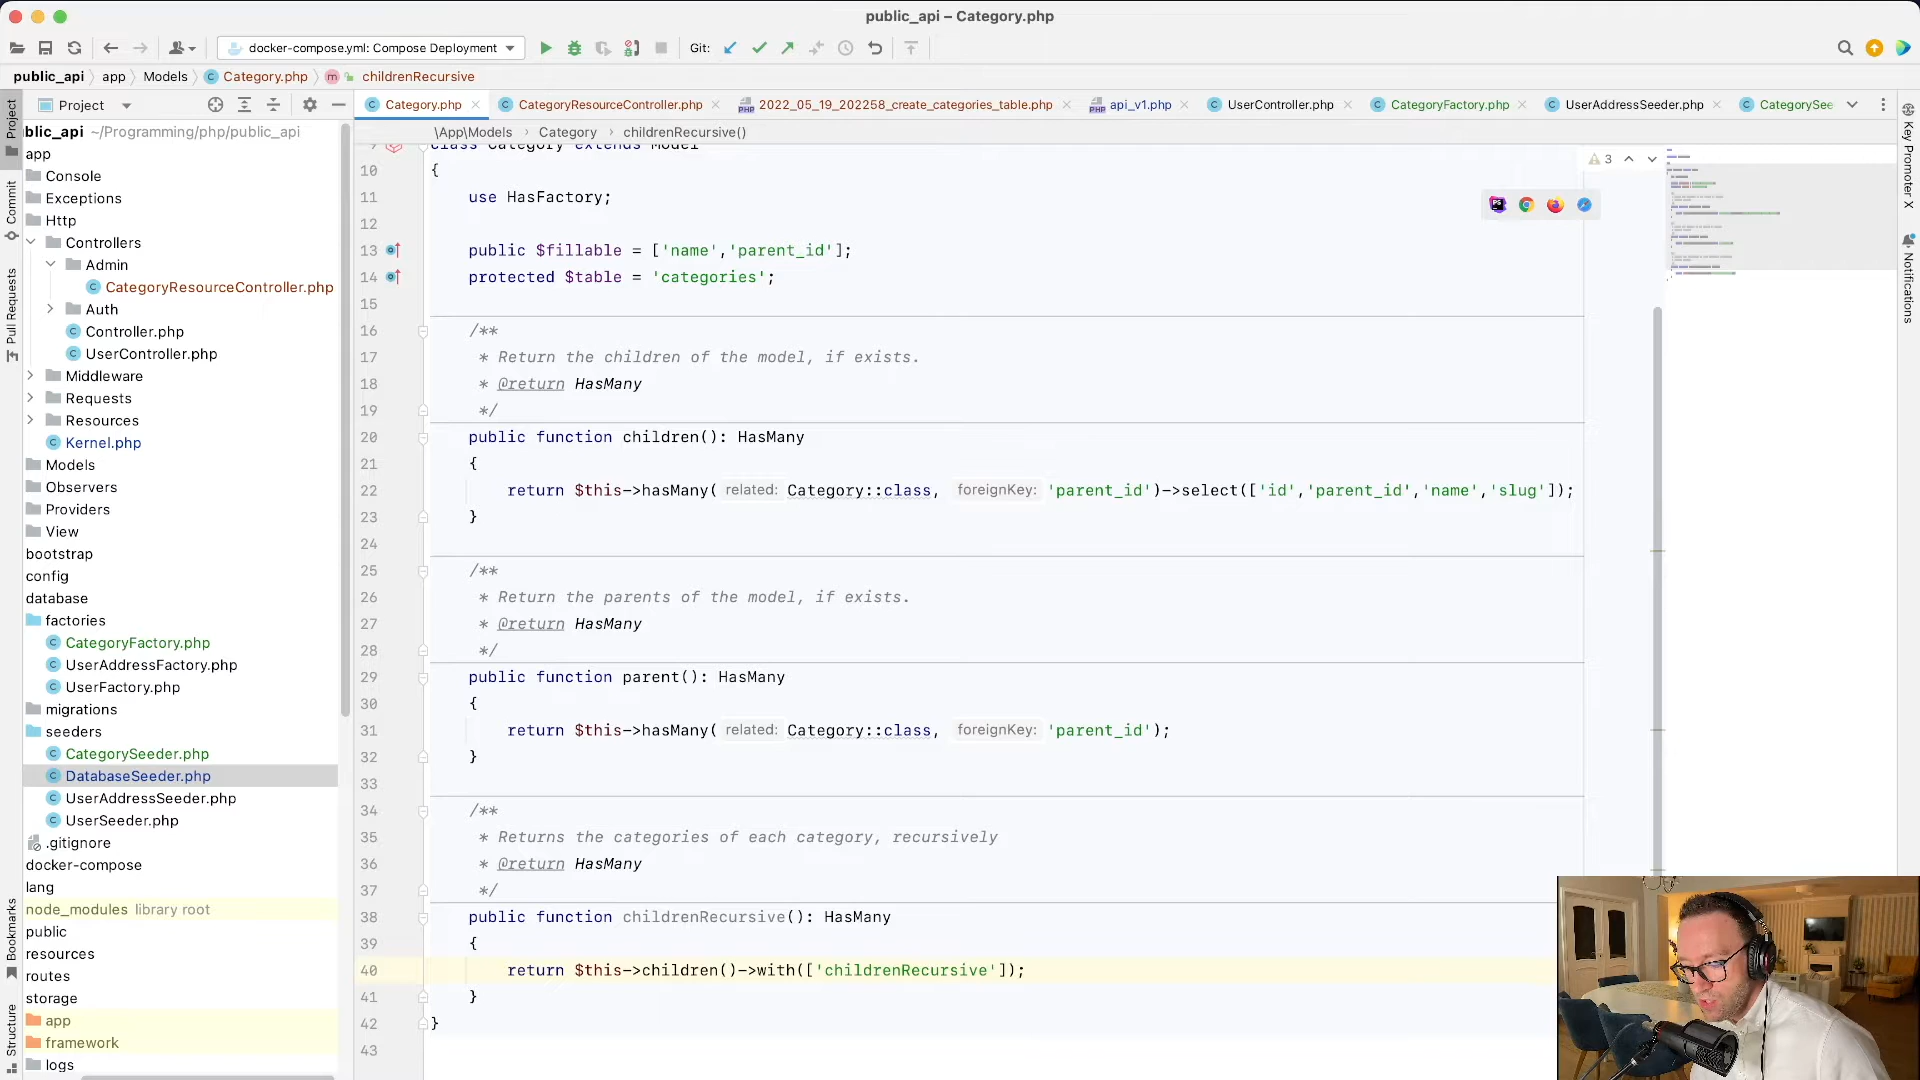 public_api – Category.php
docker-compose.yml: Compose Deployment
Git:
public_api
app
Models
Category.php
childrenRecursive
Project
Category.php
CategoryResourceController.php
2022_05_19_202258_create_categories_table.php
api_v1.php
UserController.php
CategoryFactory.php
UserAddressSeeder.php
CategorySee
\App\Models
Category
childrenRecursive()
Project
Commit
Pull Requests
Bookmarks
Structure
Key Promoter X
Notifications
3
blic_api ~/Programming/php/public_api
app
Console
Exceptions
Http
Controllers
Admin
CategoryResourceController.php
Auth
Controller.php
UserController.php
Middleware
Requests
Resources
Kernel.php
Models
Observers
Providers
View
bootstrap
config
database
factories
CategoryFactory.php
UserAddressFactory.php
UserFactory.php
migrations
seeders
CategorySeeder.php
DatabaseSeeder.php
UserAddressSeeder.php
UserSeeder.php
.gitignore
docker-compose
lang
node_modules library root
public
resources
routes
storage
app
framework
logs
9 class Category extends Model
10 {
11 use HasFactory;
12
13 public $fillable = ['name','parent_id'];
14 protected $table = 'categories';
15
16 /**
17 * Return the children of the model, if exists.
18 * @return HasMany
19 */
20 public function children(): HasMany
21 {
22 return $this->hasMany( related: Category::class, foreignKey: 'parent_id')->select(['id','parent_id','name','slug']);
23 }
24
25 /**
26 * Return the parents of the model, if exists.
27 * @return HasMany
28 */
29 public function parent(): HasMany
30 {
31 return $this->hasMany( related: Category::class, foreignKey: 'parent_id');
32 }
33
34 /**
35 * Returns the categories of each category, recursively
36 * @return HasMany
37 */
38 public function childrenRecursive(): HasMany
39 {
40 return $this->children()->with(['childrenRecursive']);
41 }
42 }
43